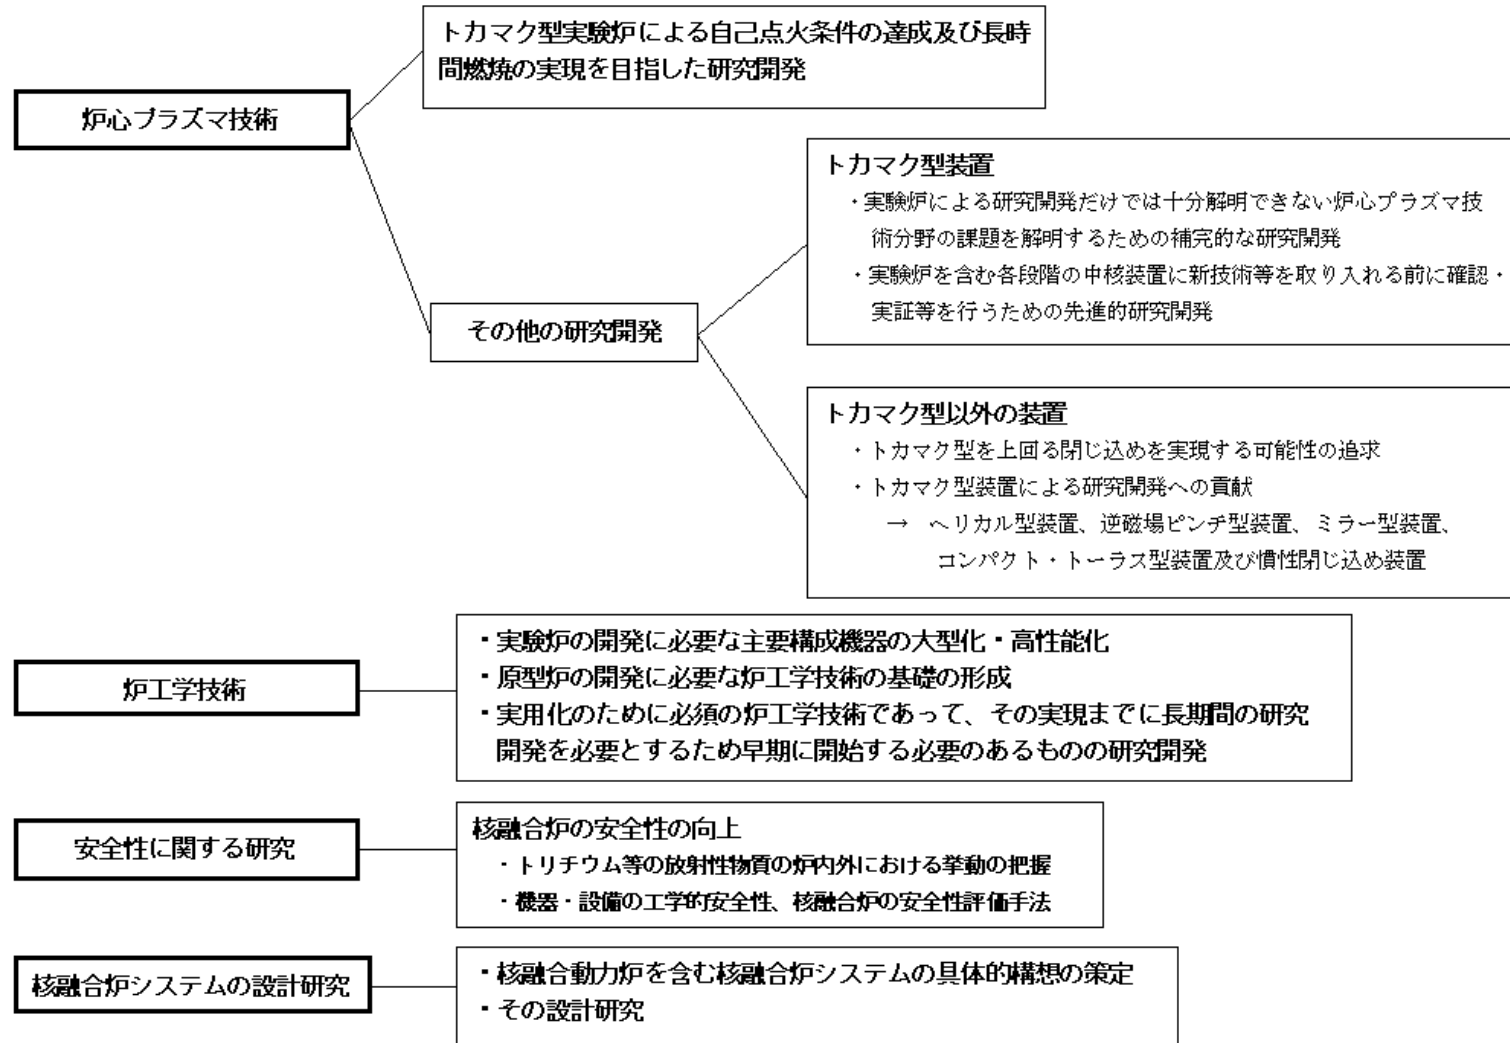 トカマク型実験炉による自己点火条件の達成及び長時
間燃焼の実現を目指した研究開発
炉心プラズマ技術
トカマク型装置
・実験炉による研究開発だけでは十分解明できない炉心プラズマ技
術分野の課題を解明するための補完的な研究開発
・実験炉を含む各段階の中核装置に新技術等を取り入れる前に確認・
実証等を行うための先進的研究開発
その他の研究開発
トカマク型以外の装置
・トカマク型を上回る閉じ込めを実現する可能性の追求
・トカマク型装置による研究開発への貢献
→ ヘリカル型装置、逆磁場ピンチ型装置、ミラー型装置、
コンパクト・トーラス型装置及び慣性閉じ込め装置
・実験炉の開発に必要な主要構成機器の大型化・高性能化
・原型炉の開発に必要な炉工学技術の基礎の形成
・実用化のために必須の炉工学技術であって、その実現までに長期間の研究
開発を必要とするため早期に開始する必要のあるものの研究開発
炉工学技術
核融合炉の安全性の向上
・トリチウム等の放射性物質の炉内外における挙動の把握
・機器・設備の工学的安全性、核融合炉の安全性評価手法
安全性に関する研究
・核融合動力炉を含む核融合炉システムの具体的構想の策定
・その設計研究
核融合炉システムの設計研究